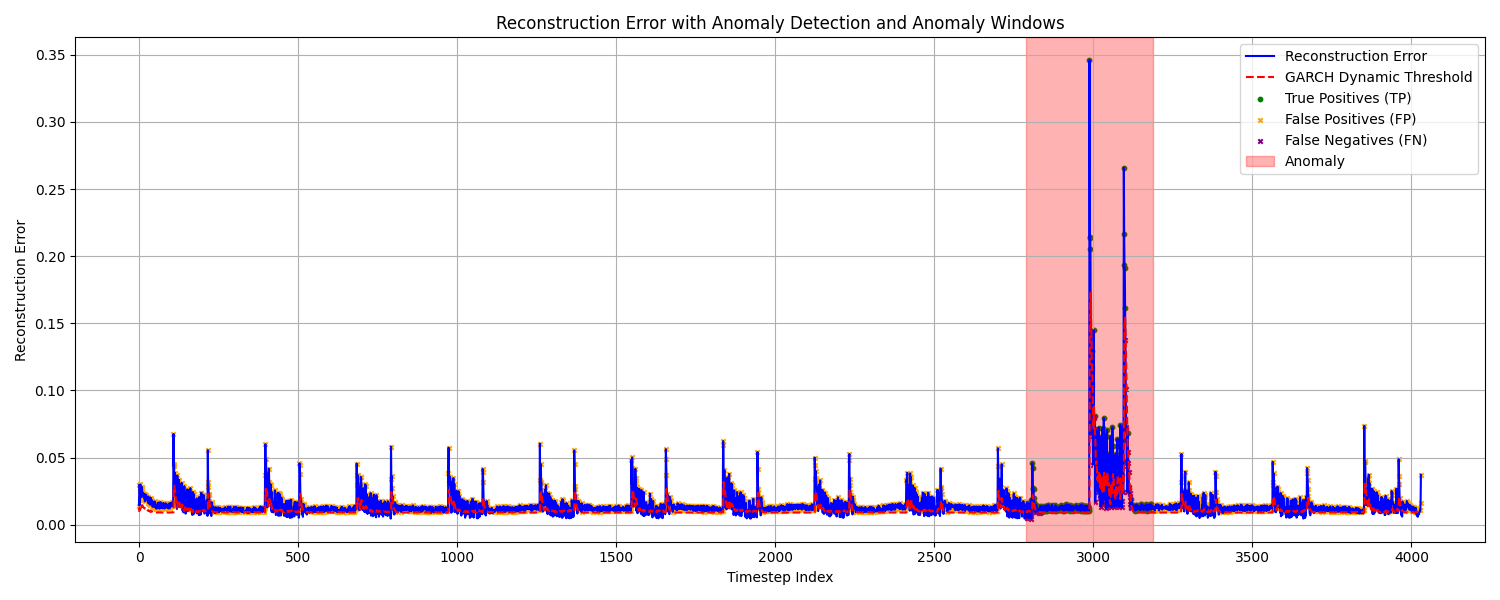 Reconstruction Error with Anomaly Detection and Anomaly Windows
Reconstruction Error
GARCH Dynamic Threshold
True Positives (TP)
False Positives (FP)
False Negatives (FN)
Anomaly
0.35
0.30
0.25
0.20
0.15
0.10
0.05
0.00
Reconstruction Error
0 500 1000 1500 2000 2500 3000 3500 4000
Timestep Index